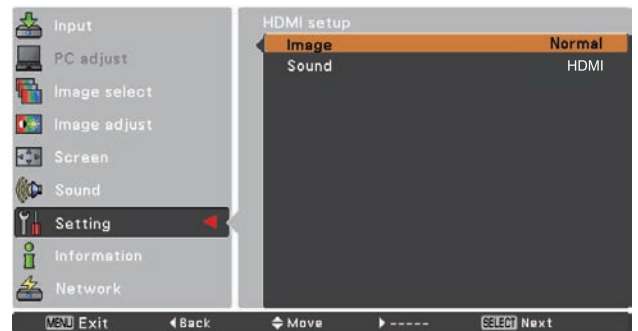 Input
PC adjust
Image select
Image adjust
Screen
Sound
Setting
Information
Network
HDMI setup
Image Normal
Sound HDMI
MENU Exit ◀Back Move ▶----- SELECT Next